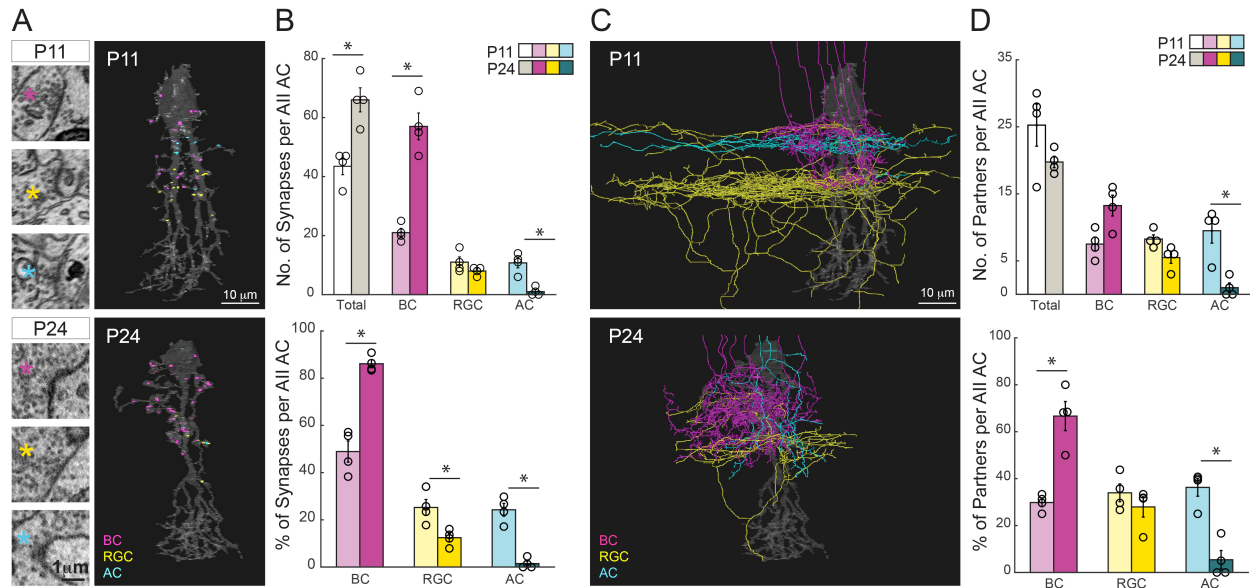 A
P11
P11
10 μm
P24
P24
BC
RGC
AC
1μm
B
No. of Synapses per AII AC
80
60
40
20
0
*
*
*
P11
P24
Total
BC
RGC
AC
% of Synapses per AII AC
100
80
60
40
20
0
*
*
*
BC
RGC
AC
C
P11
10 μm
P24
BC
RGC
AC
D
No. of Partners per AII AC
35
25
15
5
0
*
P11
P24
Total
BC
RGC
AC
% of Partners per AII AC
100
80
60
40
20
0
*
*
BC
RGC
AC